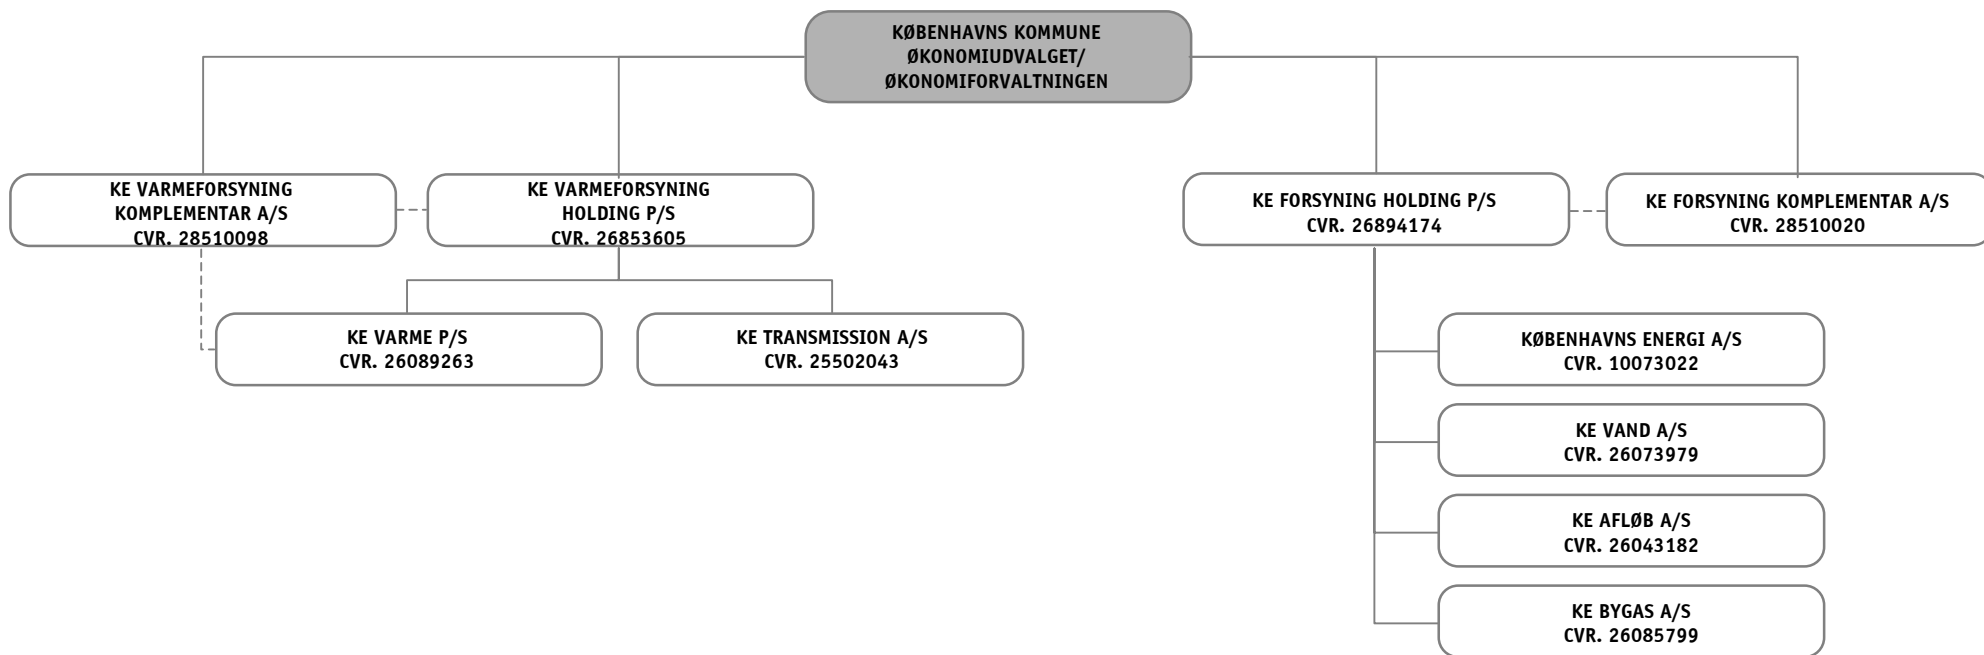 KØBENHAVNS KOMMUNE
ØKONOMIUDVALGET/
ØKONOMIFORVALTNINGEN
KE VARMEFORSYNING
KOMPLEMENTAR A/S
CVR. 28510098
KE VARMEFORSYNING
HOLDING P/S
CVR. 26853605
KE FORSYNING HOLDING P/S
CVR. 26894174
KE FORSYNING KOMPLEMENTAR A/S
CVR. 28510020
KE VARME P/S
CVR. 26089263
KE TRANSMISSION A/S
CVR. 25502043
KØBENHAVNS ENERGI A/S
CVR. 10073022
KE VAND A/S
CVR. 26073979
KE AFLØB A/S
CVR. 26043182
KE BYGAS A/S
CVR. 26085799